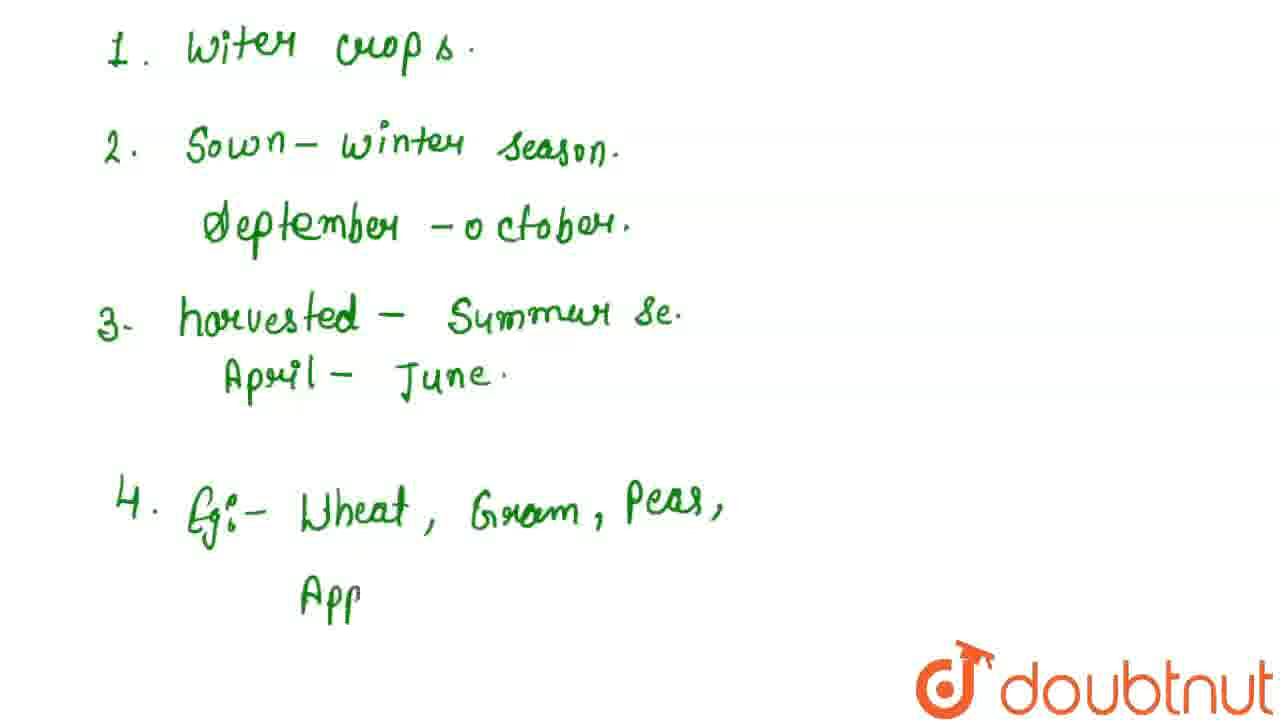 1. Witer crops.
2. Sown - winter season.
September - october.
3. harvested - Summur se.
April - June.
4. Eg:- Wheat, Gram, Peas,
App
doubtnut